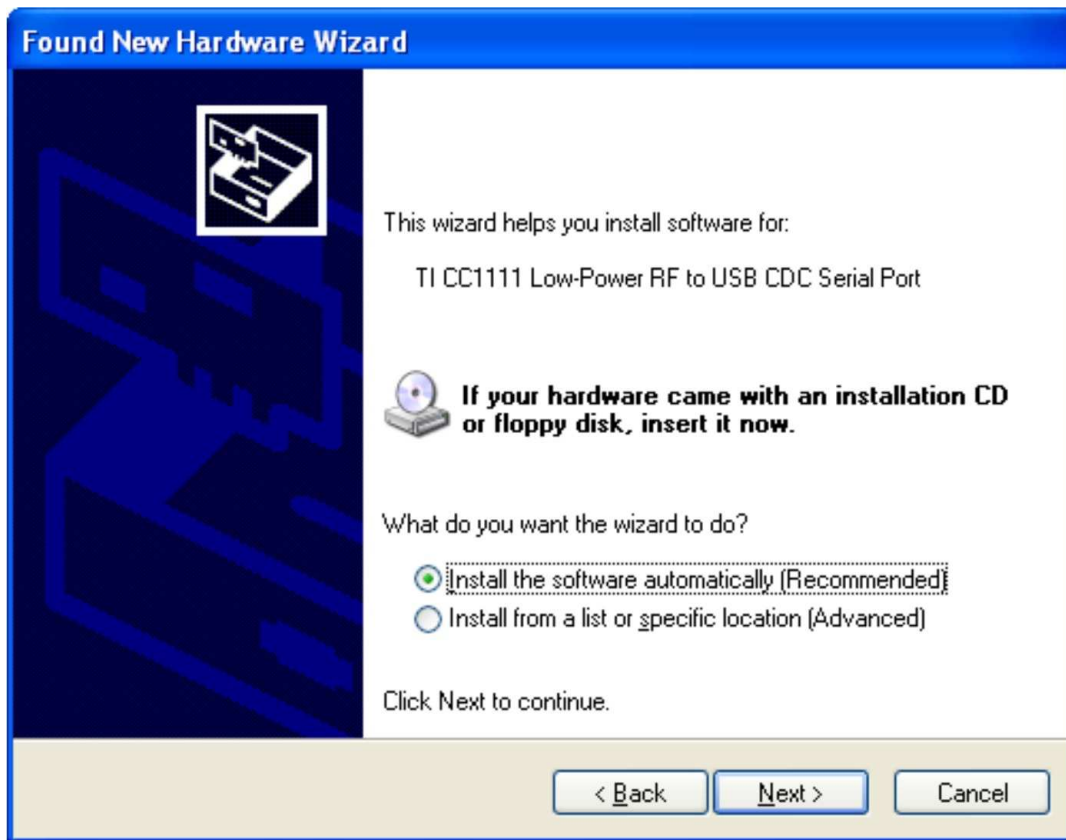 Found New Hardware Wizard
This wizard helps you install software for:
TI CC1111 Low-Power RF to USB CDC Serial Port
If your hardware came with an installation CD
or floppy disk, insert it now.
What do you want the wizard to do?
Install the software automatically (Recommended)
Install from a list or specific location (Advanced)
Click Next to continue.
< Back Next > Cancel